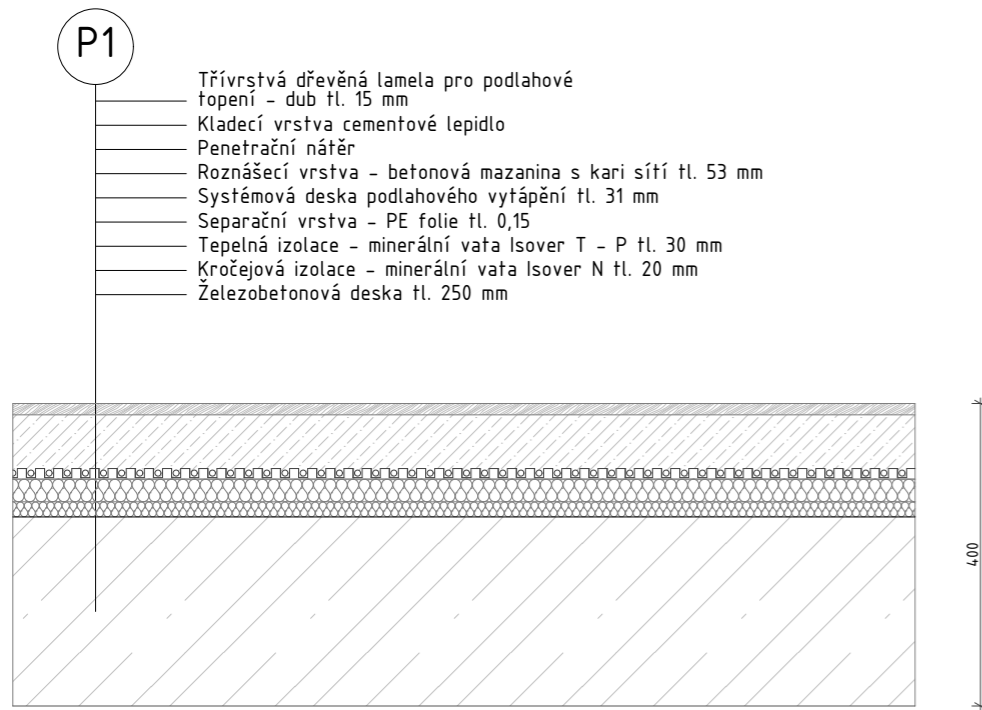 P1
Třívrstvá dřevěná lamela pro podlahové
topení - dub tl. 15 mm
Kladecí vrstva cementové lepidlo
Penetrační nátěr
Roznášecí vrstva - betonová mazanina s kari sítí tl. 53 mm
Systémová deska podlahového vytápění tl. 31 mm
Separační vrstva - PE folie tl. 0,15
Tepelná izolace - minerální vata Isover T - P tl. 30 mm
Kročejová izolace - minerální vata Isover N tl. 20 mm
Železobetonová deska tl. 250 mm
400